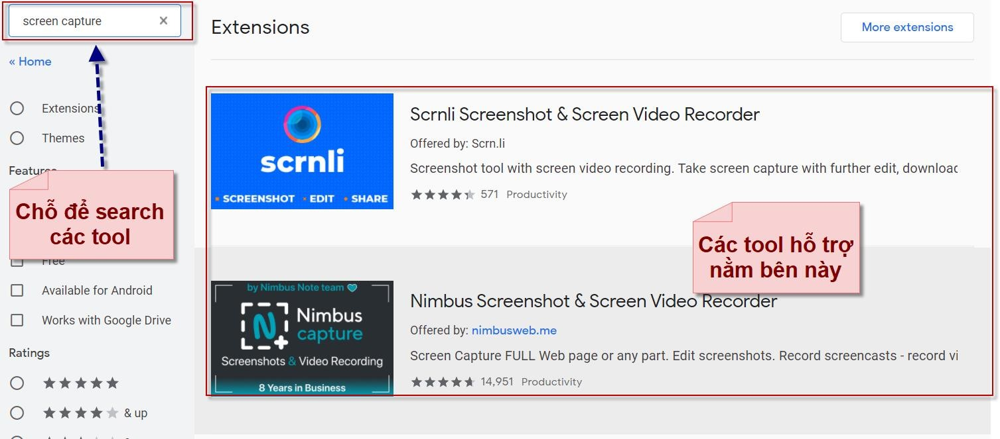 screen capture ×
« Home
Extensions
Themes
Features
Chỗ để search
các tool
Free
Available for Android
Works with Google Drive
Ratings
& up
Extensions
More extensions
scrnli
SCREENSHOT EDIT SHARE
Scrnli Screenshot & Screen Video Recorder
Offered by: Scrn.li
Screenshot tool with screen video recording. Take screen capture with further edit, downloac
571 Productivity
Các tool hỗ trợ
nằm bên này
by Nimbus Note team
Nimbus
capture
Screenshots & Video Recording
8 Years in Business
Nimbus Screenshot & Screen Video Recorder
Offered by: nimbusweb.me
Screen Capture FULL Web page or any part. Edit screenshots. Record screencasts - record vi
14,951 Productivity